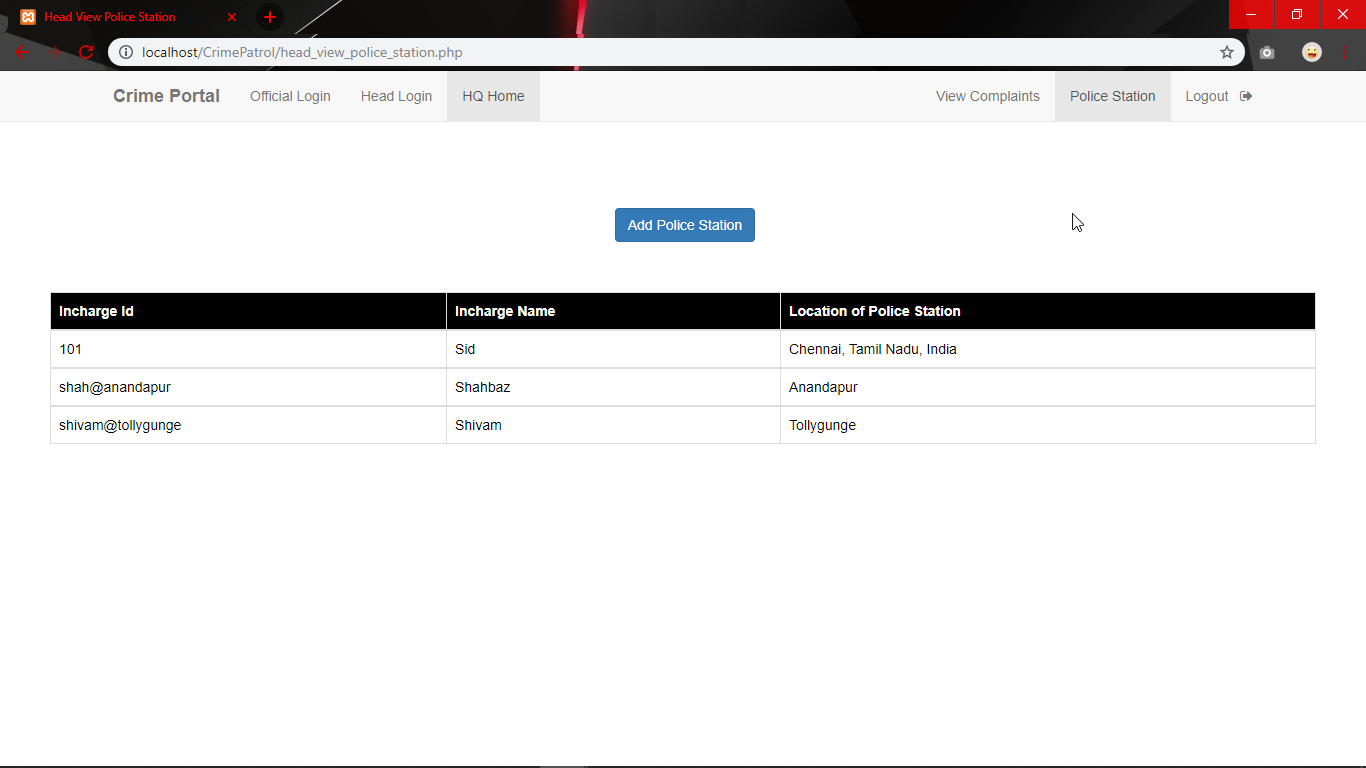 Head View Police Station
localhost/CrimePatrol/head_view_police_station.php
Crime Portal Official Login Head Login HQ Home View Complaints Police Station Logout
Add Police Station
Incharge Id Incharge Name Location of Police Station
101 Sid Chennai, Tamil Nadu, India
shah@anandapur Shahbaz Anandapur
shivam@tollygunge Shivam Tollygunge